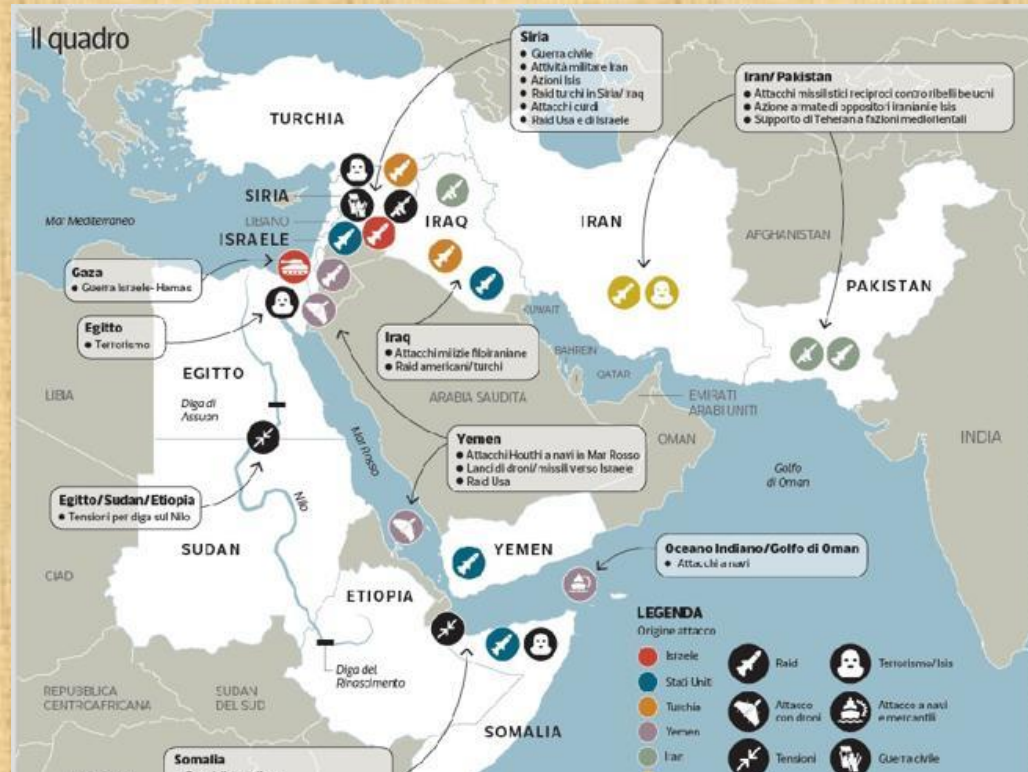 Il quadro
Siria
• Guerra civile
• Attività militare Iran
• Azioni Isis
• Raid turchi in Siria/Iraq
• Attacchi curdi
• Raid Usa e di Israele
Iran/Pakistan
• Attacchi missilistici reciproci contro ribelli beluchi
• Azione armate di oppositori iraniani e Isis
• Supporto di Teheran a fazioni mediorientali
TURCHIA
SIRIA
LIBANO
ISRAELE
IRAQ
IRAN
AFGHANISTAN
PAKISTAN
Mar Mediterraneo
Gaza
• Guerra Israele-Hamas
Egitto
• Terrorismo
Iraq
• Attacchi milizie filoiraniane
• Raid americani/turchi
KUWAIT
BAHREIN
QATAR
EMIRATI
ARABI UNITI
ARABIA SAUDITA
OMAN
INDIA
LIBIA
EGITTO
Diga di
Assuan
Mar Rosso
Nilo
Golfo
di Oman
Yemen
• Attacchi Houthi a navi in Mar Rosso
• Lanci di droni/missili verso Israele
• Raid Usa
Egitto/Sudan/Etiopia
• Tensioni per diga sul Nilo
SUDAN
YEMEN
Oceano Indiano/Golfo di Oman
• Attacchi a navi
CIAD
ETIOPIA
Diga del
Rinascimento
REPUBBLICA
CENTROAFRICANA
SUDAN
DEL SUD
SOMALIA
Somalia
LEGENDA
Origine attacco
Israele
Stati Uniti
Turchia
Yemen
Iran
Raid
Attacco
con droni
Tensioni
Terrorismo/Isis
Attacco a navi
e mercantili
Guerra civile